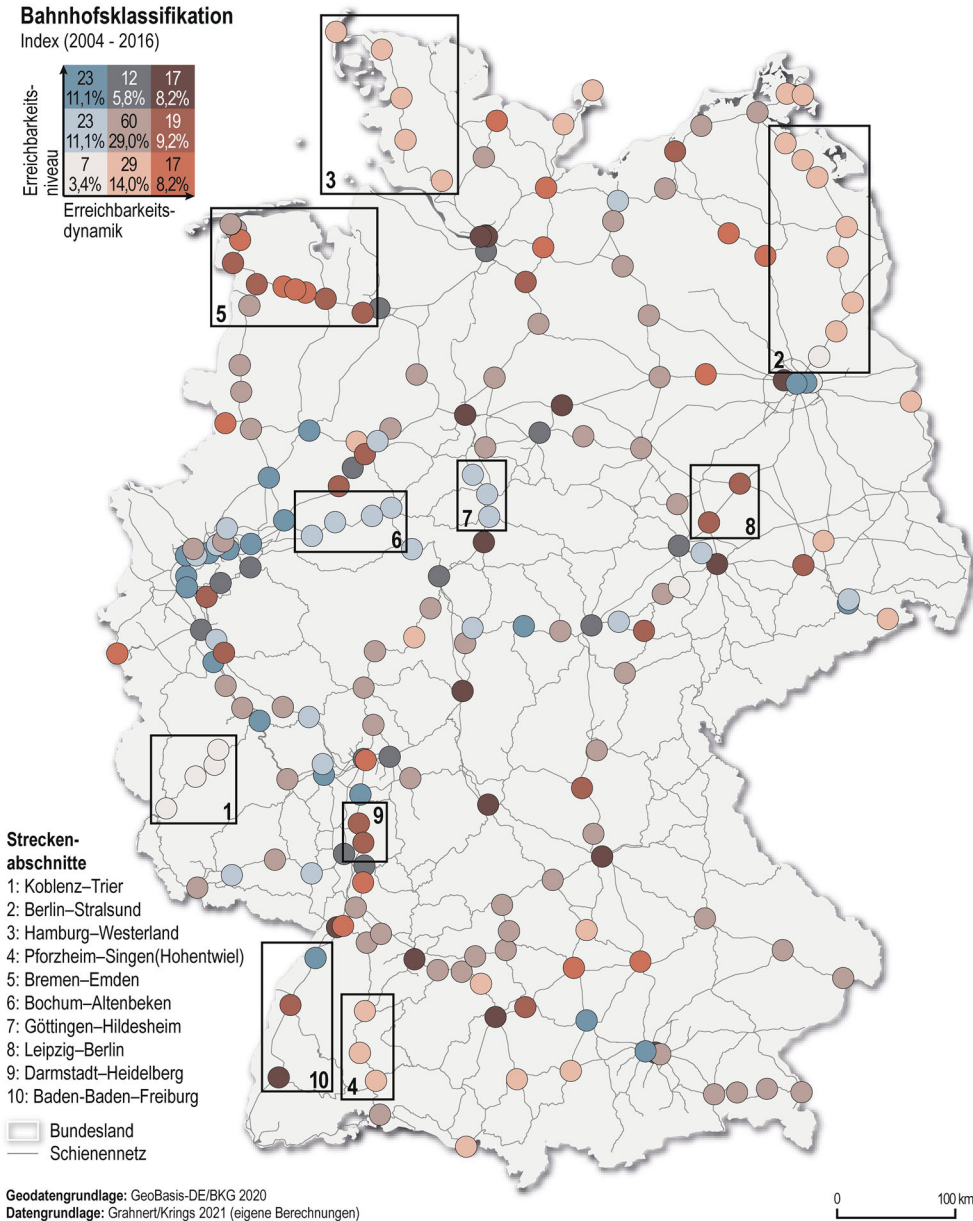 Bahnhofsklassifikation
Index (2004 - 2016)
23 12 17
11,1% 5,8% 8,2%
23 60 19
11,1% 29,0% 9,2%
7 29 17
3,4% 14,0% 8,2%
Erreichbarkeits-
niveau
Erreichbarkeits-
dynamik
3
5
2
6
7
8
1
9
10
4
Strecken-
abschnitte
1: Koblenz–Trier
2: Berlin–Stralsund
3: Hamburg–Westerland
4: Pforzheim–Singen(Hohentwiel)
5: Bremen–Emden
6: Bochum–Altenbeken
7: Göttingen–Hildesheim
8: Leipzig–Berlin
9: Darmstadt–Heidelberg
10: Baden-Baden–Freiburg
Bundesland
Schienennetz
Geodatengrundlage: GeoBasis-DE/BKG 2020
Datengrundlage: Grahnert/Krings 2021 (eigene Berechnungen)
0 100 km